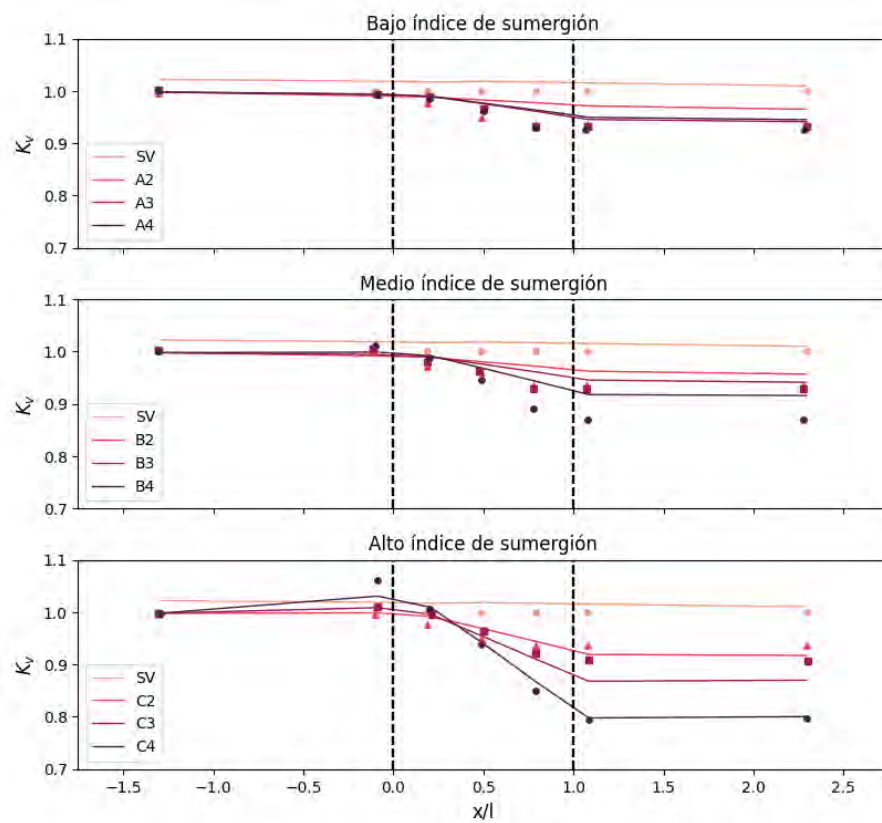 Bajo índice de sumergión
1.1
1.0
0.9
0.8
0.7
Kv
SV
A2
A3
A4
Medio índice de sumergión
1.1
1.0
0.9
0.8
0.7
Kv
SV
B2
B3
B4
Alto índice de sumergión
1.1
1.0
0.9
0.8
0.7
Kv
SV
C2
C3
C4
−1.5 −1.0 −0.5 0.0 0.5 1.0 1.5 2.0 2.5
x/l